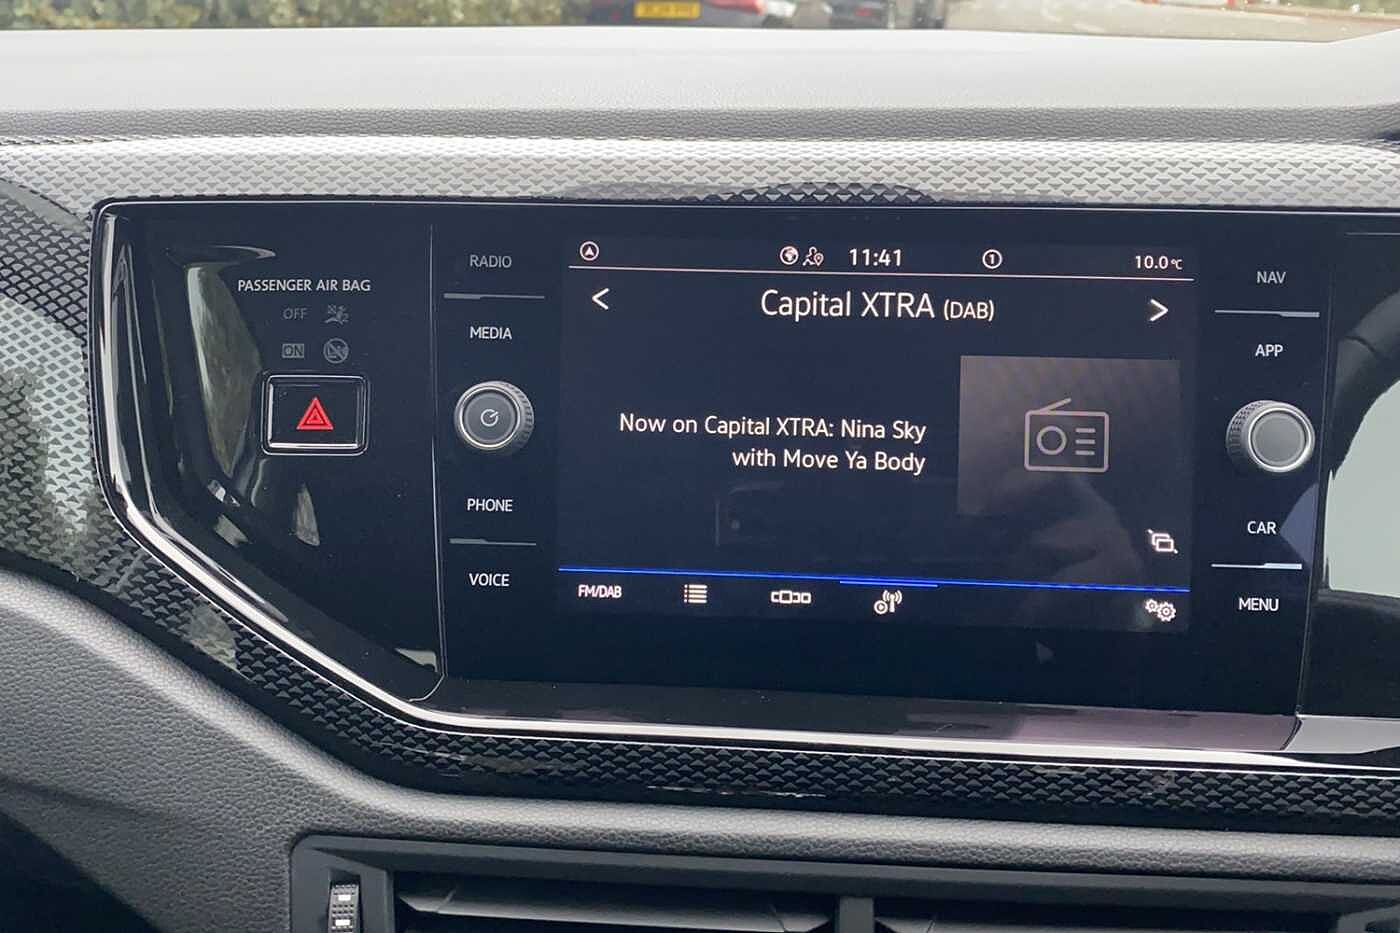 PASSENGER AIR BAG
OFF
ON
RADIO
MEDIA
PHONE
VOICE
11:41
1
10.0°C
< Capital XTRA (DAB) >
Now on Capital XTRA: Nina Sky
with Move Ya Body
FM/DAB
NAV
APP
CAR
MENU